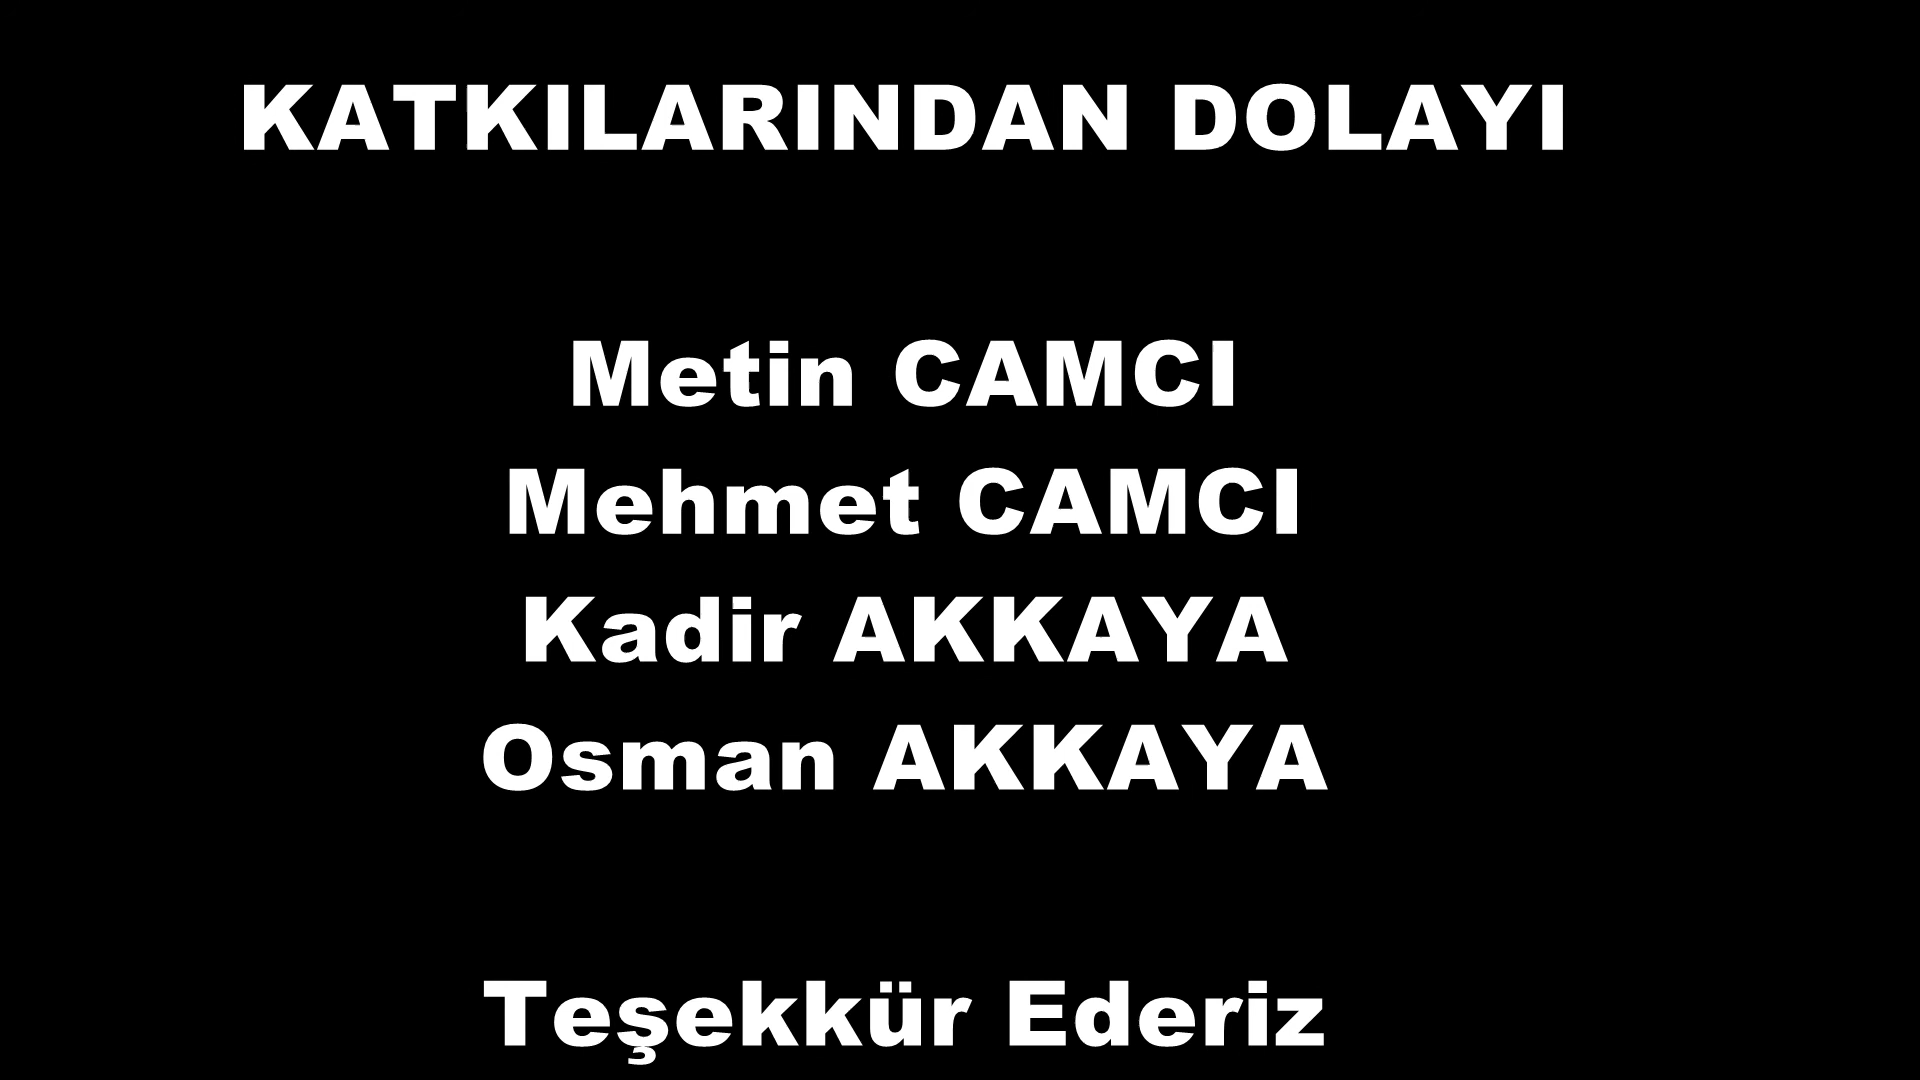 KATKILARINDAN DOLAYI
Metin CAMCI
Mehmet CAMCI
Kadir AKKAYA
Osman AKKAYA
Teşekkür Ederiz